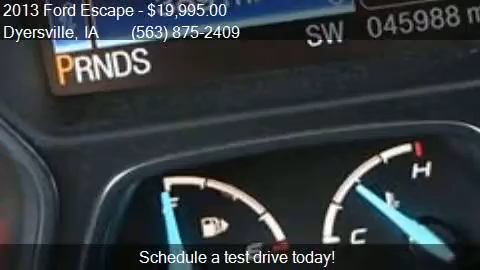 2013 Ford Escape - $19,995.00
Dyersville, IA (563) 875-2409
SW 045988 m
PRNDS
H
F
C
E
Schedule a test drive today!